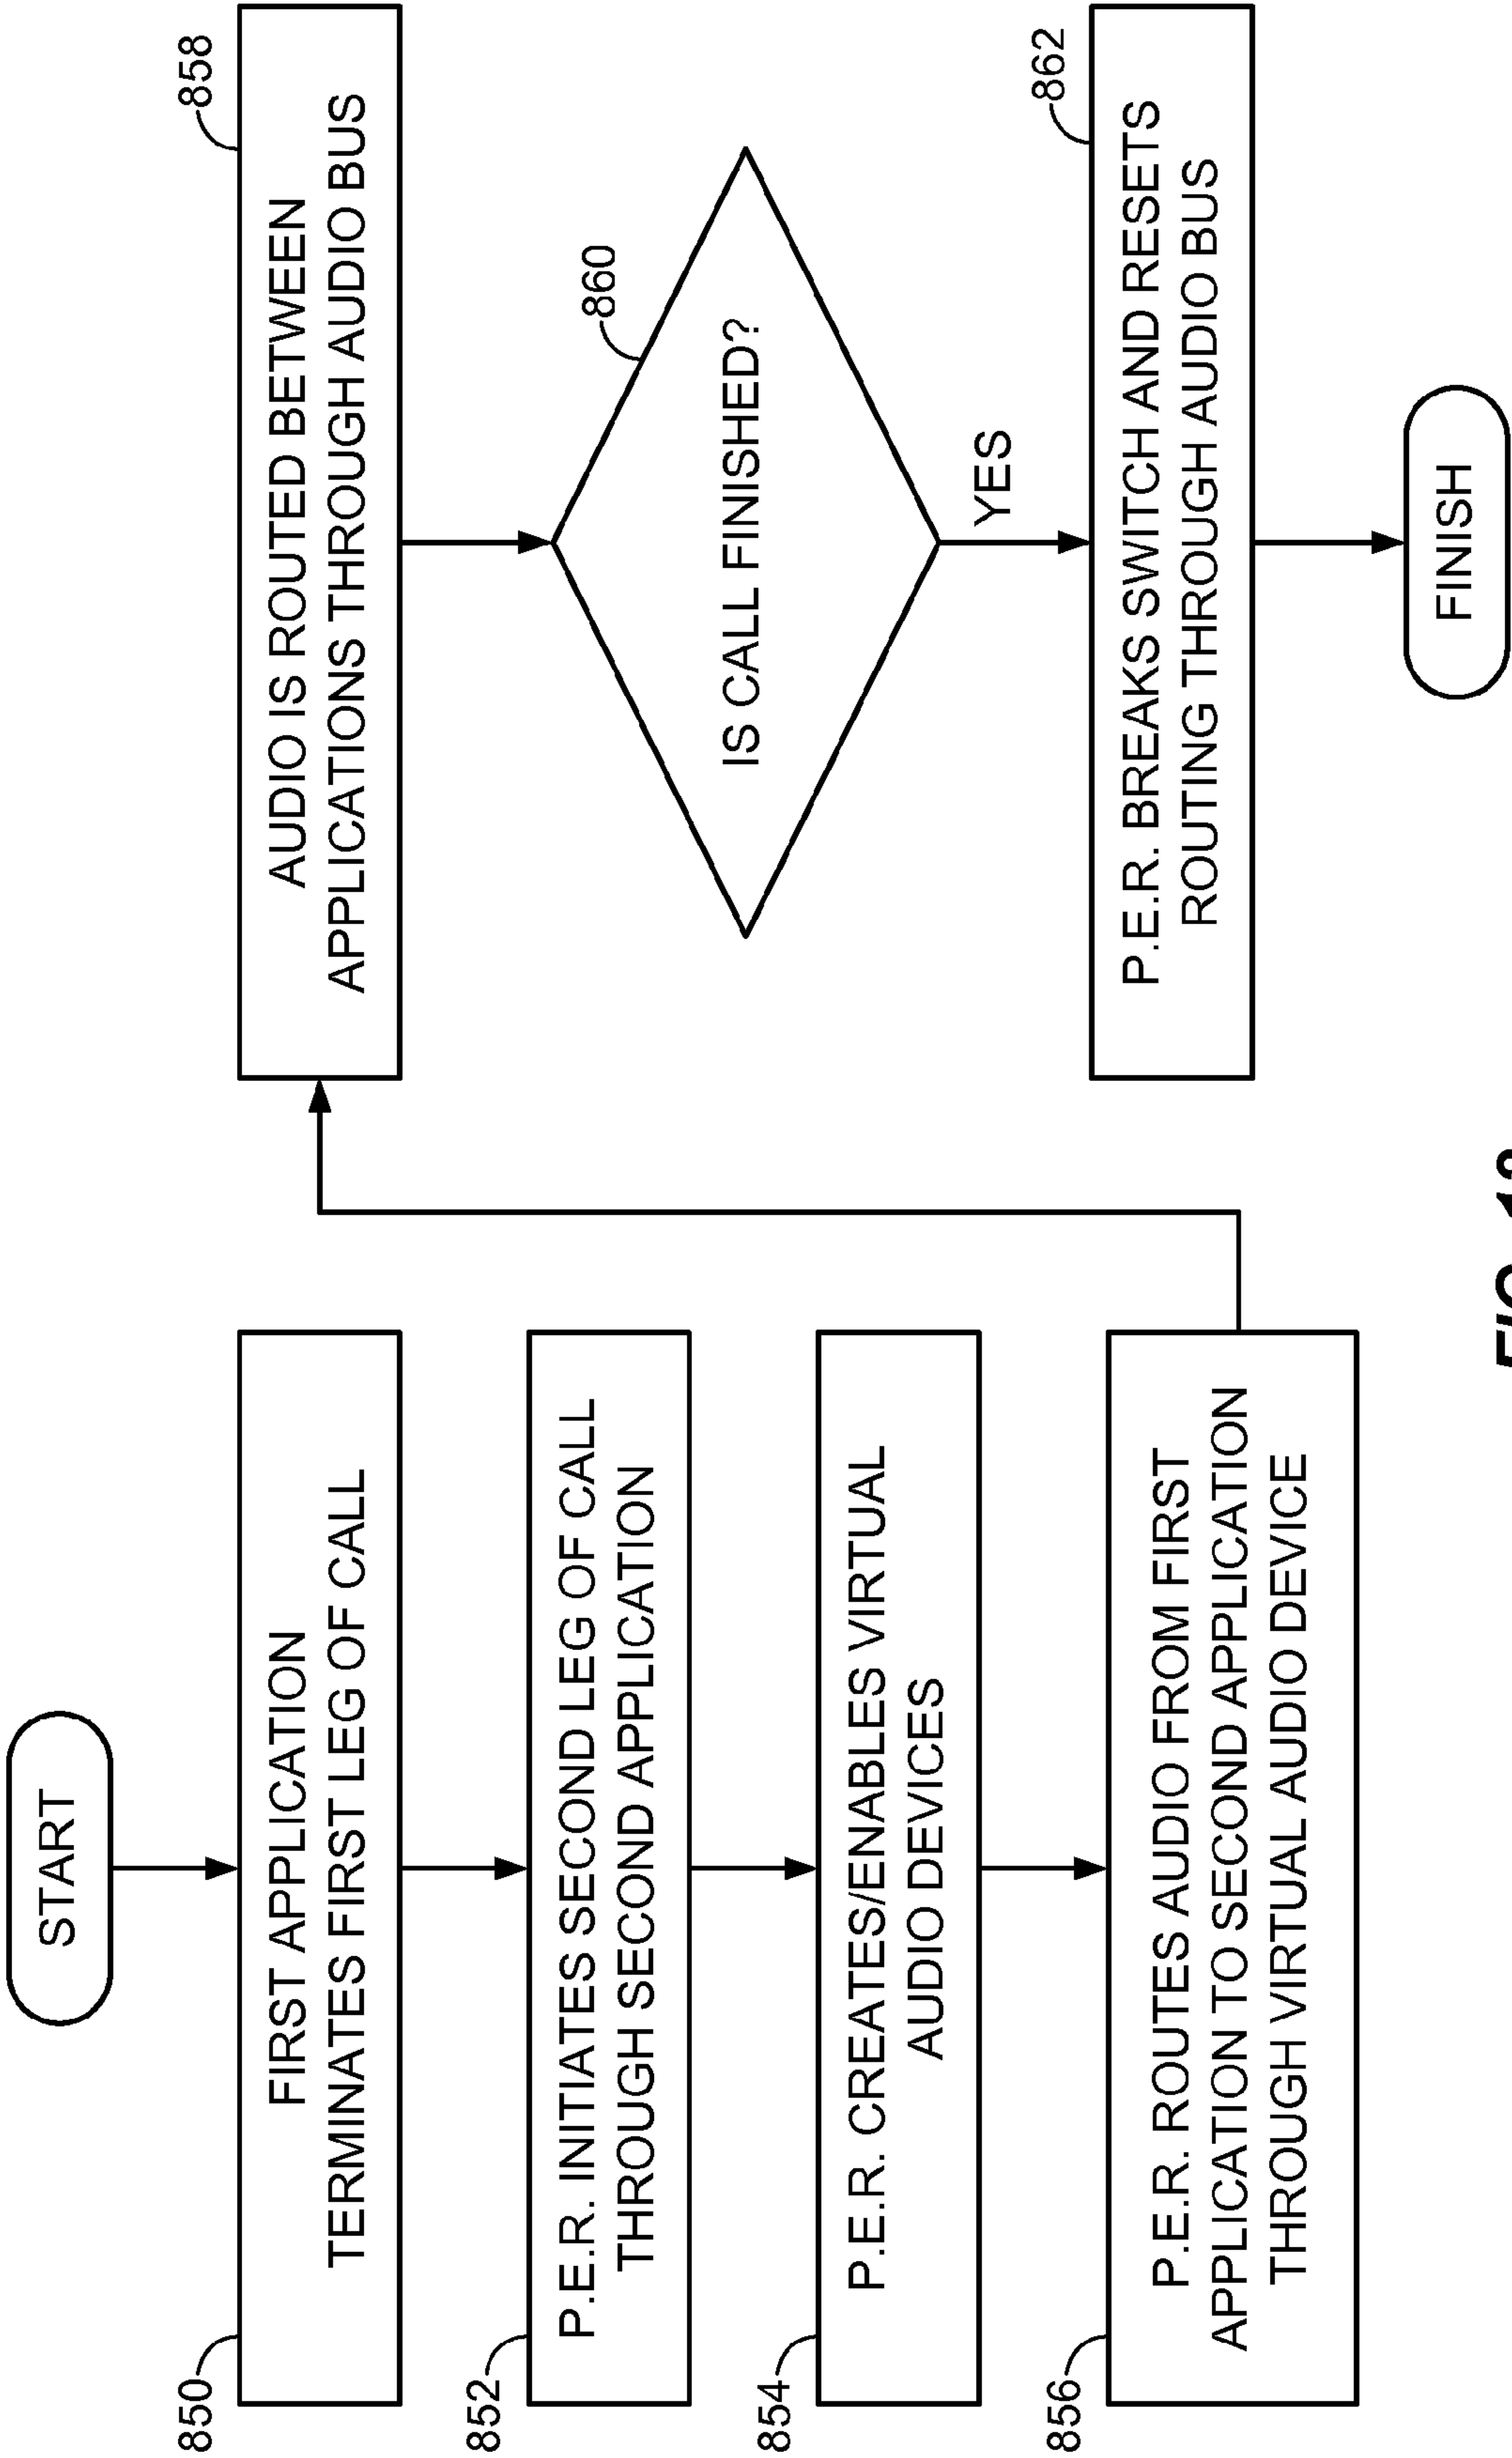 START
850
FIRST APPLICATION
TERMINATES FIRST LEG OF CALL
852
P.E.R. INITIATES SECOND LEG OF CALL
THROUGH SECOND APPLICATION
854
P.E.R. CREATES/ENABLES VIRTUAL
AUDIO DEVICES
856
P.E.R. ROUTES AUDIO FROM FIRST
APPLICATION TO SECOND APPLICATION
THROUGH VIRTUAL AUDIO DEVICE
858
AUDIO IS ROUTED BETWEEN
APPLICATIONS THROUGH AUDIO BUS
860
IS CALL FINISHED?
YES
862
P.E.R. BREAKS SWITCH AND RESETS
ROUTING THROUGH AUDIO BUS
FINISH
FIG.